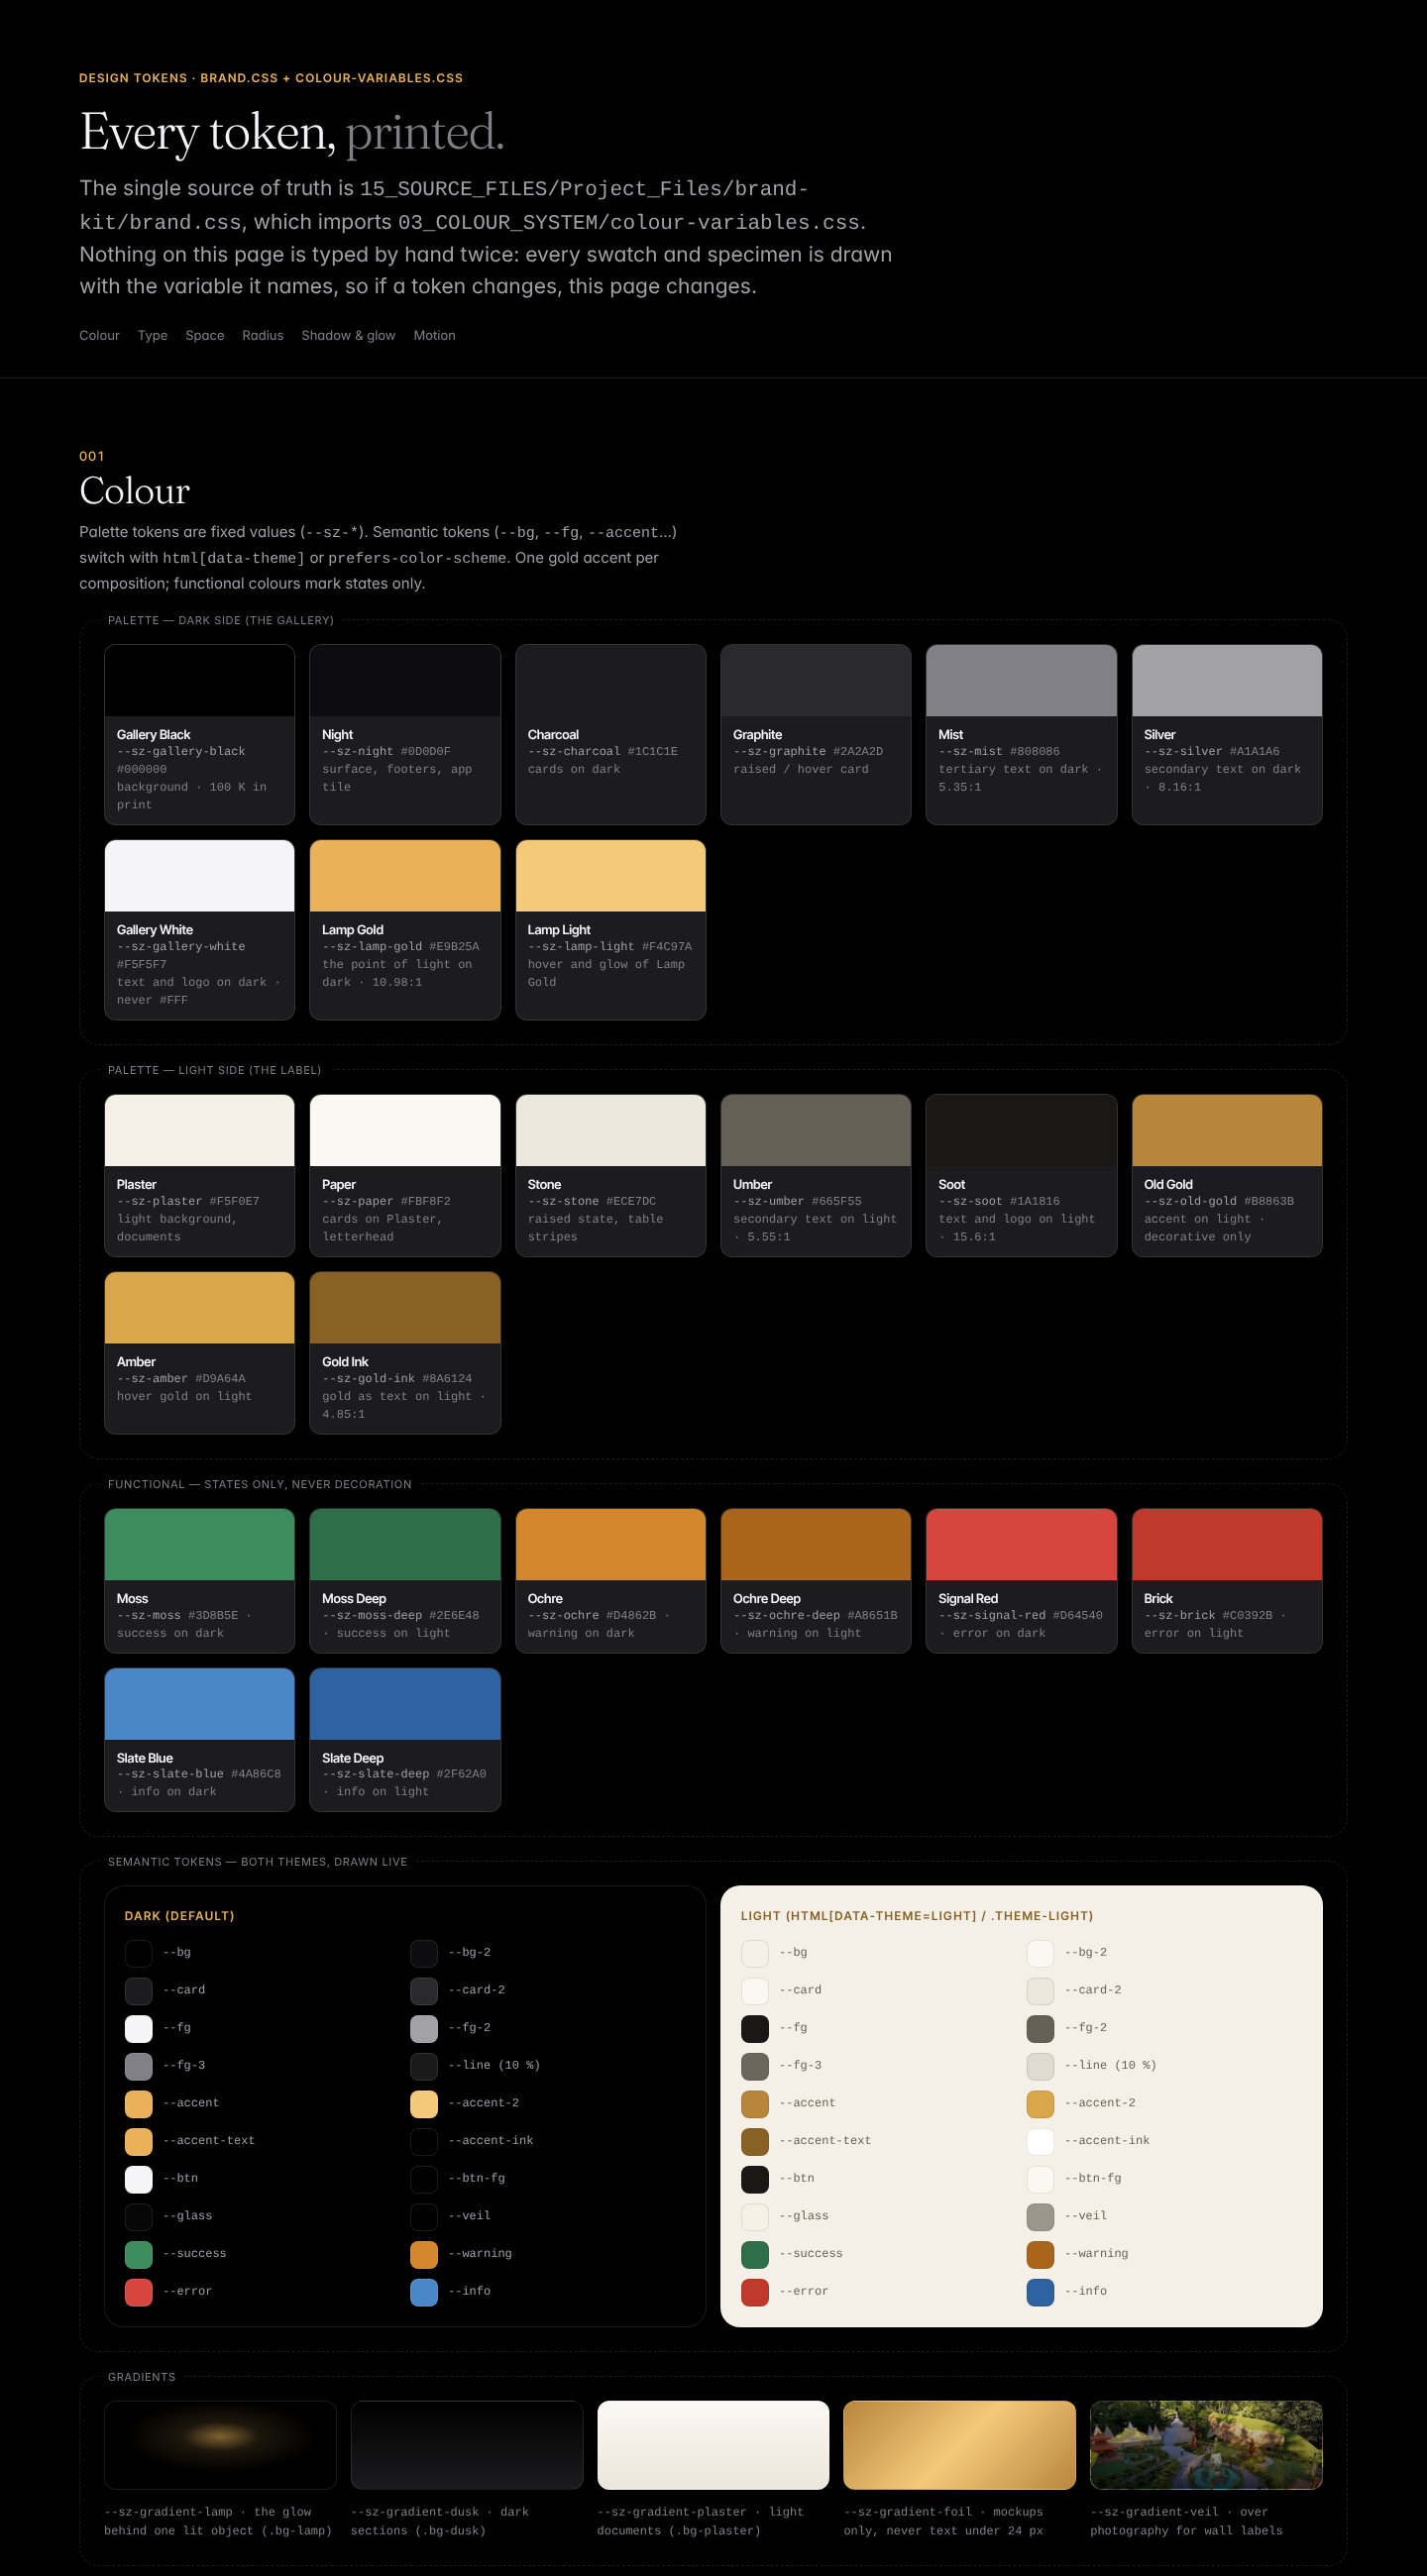 DESIGN TOKENS · BRAND.CSS + COLOUR-VARIABLES.CSS
Every token, printed.
The single source of truth is 15_SOURCE_FILES/Project_Files/brand-
kit/brand.css, which imports 03_COLOUR_SYSTEM/colour-variables.css.
Nothing on this page is typed by hand twice: every swatch and specimen is drawn
with the variable it names, so if a token changes, this page changes.
Colour Type Space Radius Shadow & glow Motion
001
Colour
Palette tokens are fixed values (--sz-*). Semantic tokens (--bg, --fg, --accent…)
switch with html[data-theme] or prefers-color-scheme. One gold accent per
composition; functional colours mark states only.
PALETTE — DARK SIDE (THE GALLERY)
Gallery Black
--sz-gallery-black
#000000
background · 100 K in
print
Night
--sz-night #0D0D0F
surface, footers, app
tile
Charcoal
--sz-charcoal #1C1C1E
cards on dark
Graphite
--sz-graphite #2A2A2D
raised / hover card
Mist
--sz-mist #808086
tertiary text on dark ·
5.35:1
Silver
--sz-silver #A1A1A6
secondary text on dark
· 8.16:1
Gallery White
--sz-gallery-white
#F5F5F7
text and logo on dark ·
never #FFF
Lamp Gold
--sz-lamp-gold #E9B25A
the point of light on
dark · 10.98:1
Lamp Light
--sz-lamp-light #F4C97A
hover and glow of Lamp
Gold
PALETTE — LIGHT SIDE (THE LABEL)
Plaster
--sz-plaster #F5F0E7
light background,
documents
Paper
--sz-paper #FBF8F2
cards on Plaster,
letterhead
Stone
--sz-stone #ECE7DC
raised state, table
stripes
Umber
--sz-umber #665F55
secondary text on light
· 5.55:1
Soot
--sz-soot #1A1816
text and logo on light
· 15.6:1
Old Gold
--sz-old-gold #B8863B
accent on light ·
decorative only
Amber
--sz-amber #D9A64A
hover gold on light
Gold Ink
--sz-gold-ink #8A6124
gold as text on light ·
4.85:1
FUNCTIONAL — STATES ONLY, NEVER DECORATION
Moss
--sz-moss #3D8B5E ·
success on dark
Moss Deep
--sz-moss-deep #2E6E48
· success on light
Ochre
--sz-ochre #D4862B ·
warning on dark
Ochre Deep
--sz-ochre-deep #A8651B
· warning on light
Signal Red
--sz-signal-red #D64540
· error on dark
Brick
--sz-brick #C0392B ·
error on light
Slate Blue
--sz-slate-blue #4A86C8
· info on dark
Slate Deep
--sz-slate-deep #2F62A0
· info on light
SEMANTIC TOKENS — BOTH THEMES, DRAWN LIVE
DARK (DEFAULT)
--bg --bg-2
--card --card-2
--fg --fg-2
--fg-3 --line (10 %)
--accent --accent-2
--accent-text --accent-ink
--btn --btn-fg
--glass --veil
--success --warning
--error --info
LIGHT (HTML[DATA-THEME=LIGHT] / .THEME-LIGHT)
--bg --bg-2
--card --card-2
--fg --fg-2
--fg-3 --line (10 %)
--accent --accent-2
--accent-text --accent-ink
--btn --btn-fg
--glass --veil
--success --warning
--error --info
GRADIENTS
--sz-gradient-lamp · the glow
behind one lit object (.bg-lamp)
--sz-gradient-dusk · dark
sections (.bg-dusk)
--sz-gradient-plaster · light
documents (.bg-plaster)
--sz-gradient-foil · mockups
only, never text under 24 px
--sz-gradient-veil · over
photography for wall labels